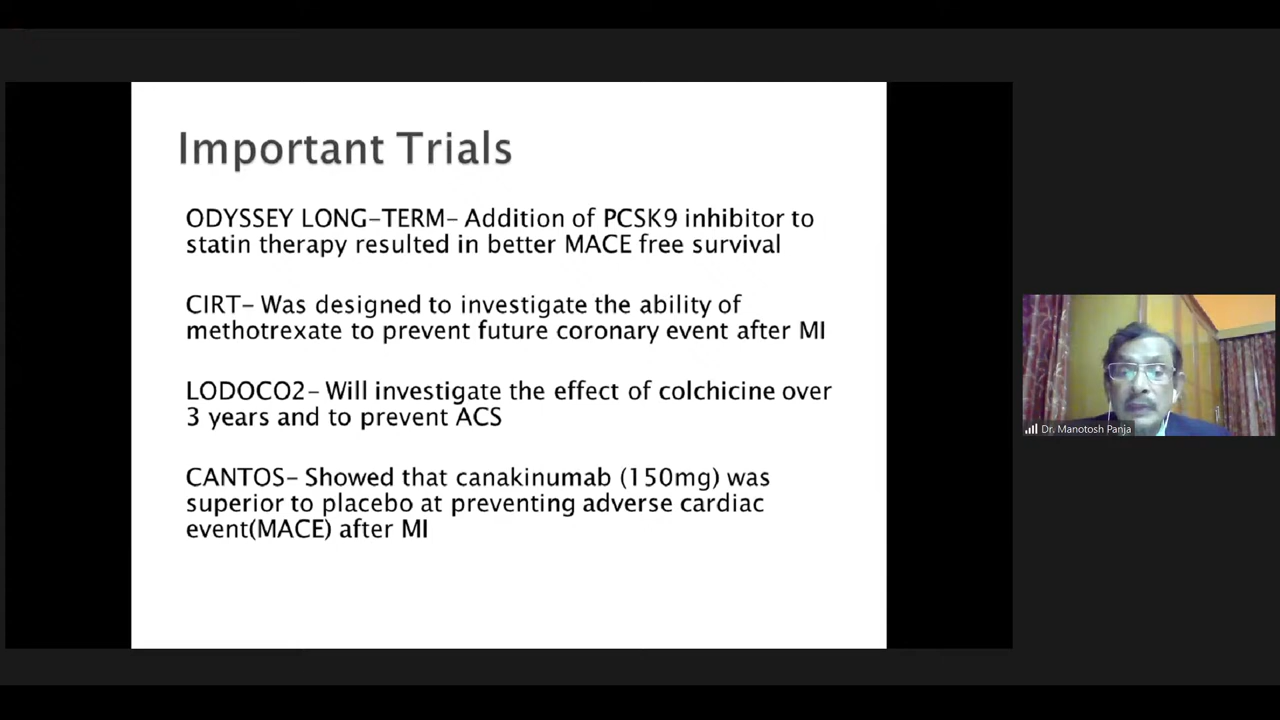 Important Trials
ODYSSEY LONG-TERM- Addition of PCSK9 inhibitor to
statin therapy resulted in better MACE free survival
CIRT- Was designed to investigate the ability of
methotrexate to prevent future coronary event after MI
LODOCO2- Will investigate the effect of colchicine over
3 years and to prevent ACS
CANTOS- Showed that canakinumab (150mg) was
superior to placebo at preventing adverse cardiac
event(MACE) after MI
Dr. Manotosh Panja